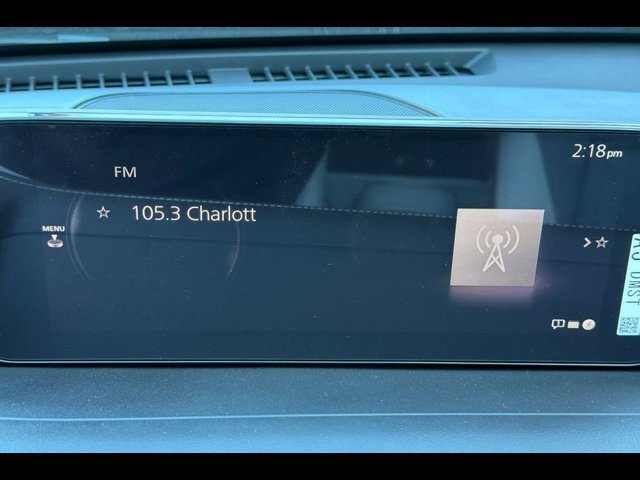 2:18pm
FM
105.3 Charlott
MENU